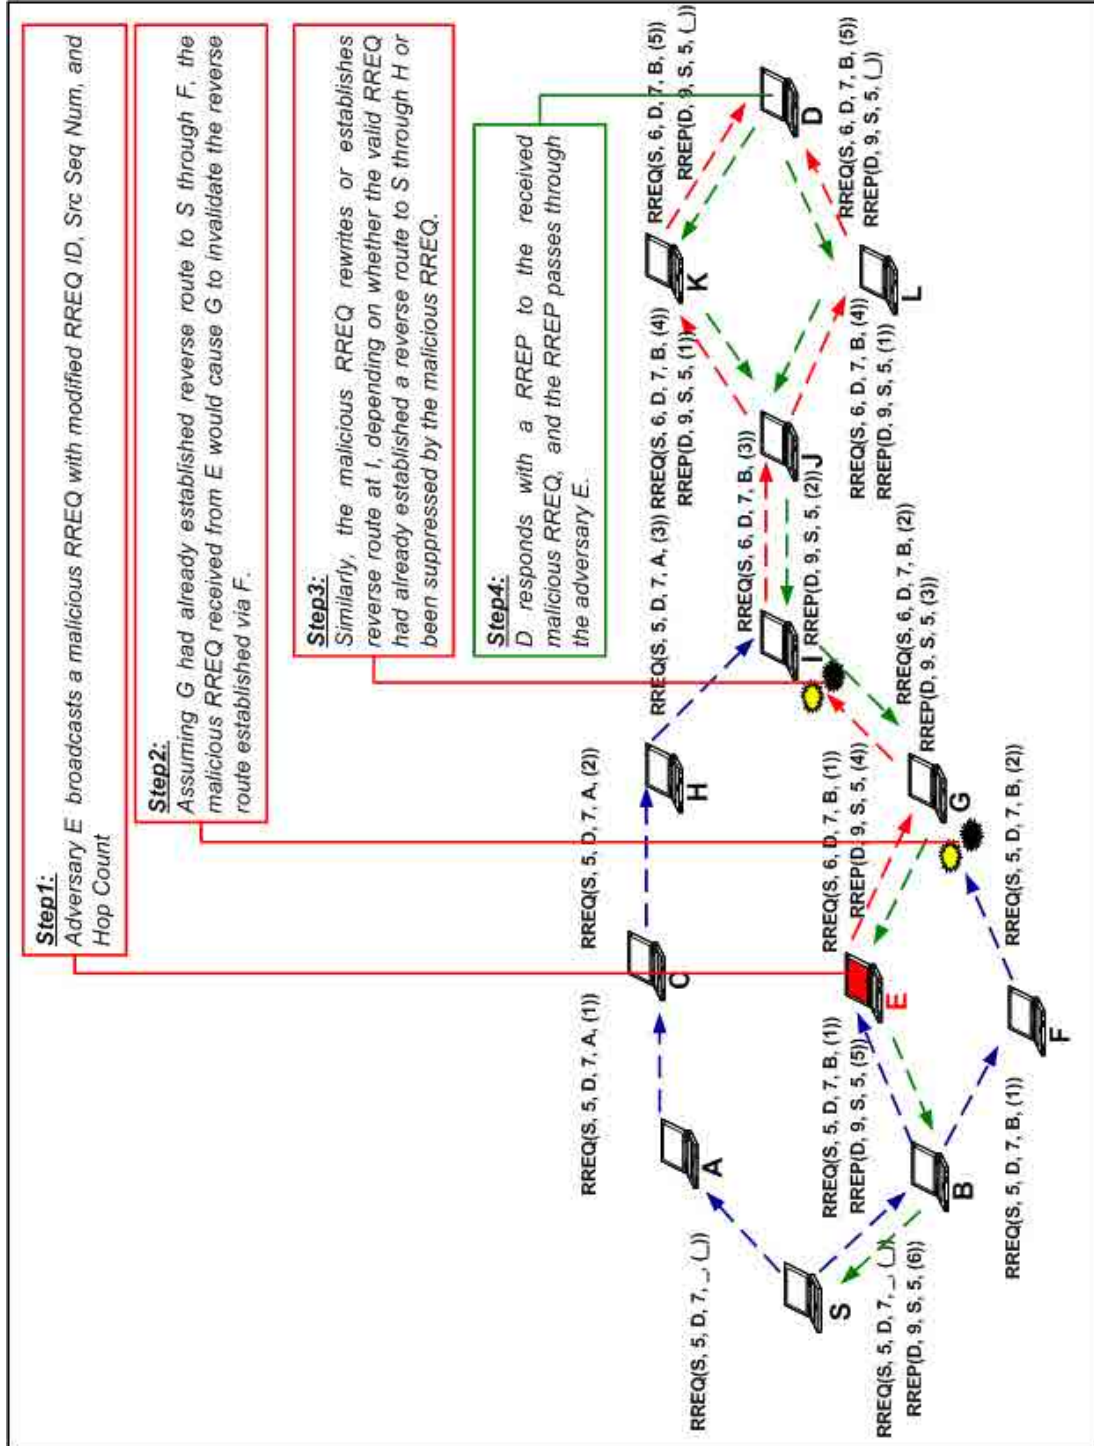 Step1:
Adversary E broadcasts a malicious RREQ with modified RREQ ID, Src Seq Num, and
Hop Count
Step2:
Assuming G had already established reverse route to S through F, the
malicious RREQ received from E would cause G to invalidate the reverse
route established via F.
Step3:
Similarly, the malicious RREQ rewrites or establishes
reverse route at I, depending on whether the valid RREQ
had already established a reverse route to S through H or
been suppressed by the malicious RREQ.
Step4:
D responds with a RREP to the received
malicious RREQ, and the RREP passes through
the adversary E.
RREQ(S, 5, D, 7, A, (1))
RREQ(S, 5, D, 7, A, (2))
RREQ(S, 5, D, 7, A, (3))
RREQ(S, 6, D, 7, B, (4))
RREP(D, 9, S, 5, (1))
RREQ(S, 6, D, 7, B, (5))
RREP(D, 9, S, 5, (_))
C
H
K
A
RREQ(S, 5, D, 7, _, (_))
RREQ(S, 6, D, 7, B, (3))
J
D
S
I
RREP(D, 9, S, 5, (2))
RREQ(S, 5, D, 7, B, (1))
RREP(D, 9, S, 5, (5))
E
RREQ(S, 6, D, 7, B, (1))
RREP(D, 9, S, 5, (4))
RREQ(S, 6, D, 7, B, (5))
RREP(D, 9, S, 5, (_))
RREQ(S, 6, D, 7, B, (4))
RREP(D, 9, S, 5, (1))
L
RREQ(S, 5, D, 7, _, (_))
RREP(D, 9, S, 5, (6))
B
G
RREQ(S, 6, D, 7, B, (2))
RREP(D, 9, S, 5, (3))
RREQ(S, 5, D, 7, B, (1))
F
RREQ(S, 5, D, 7, B, (2))